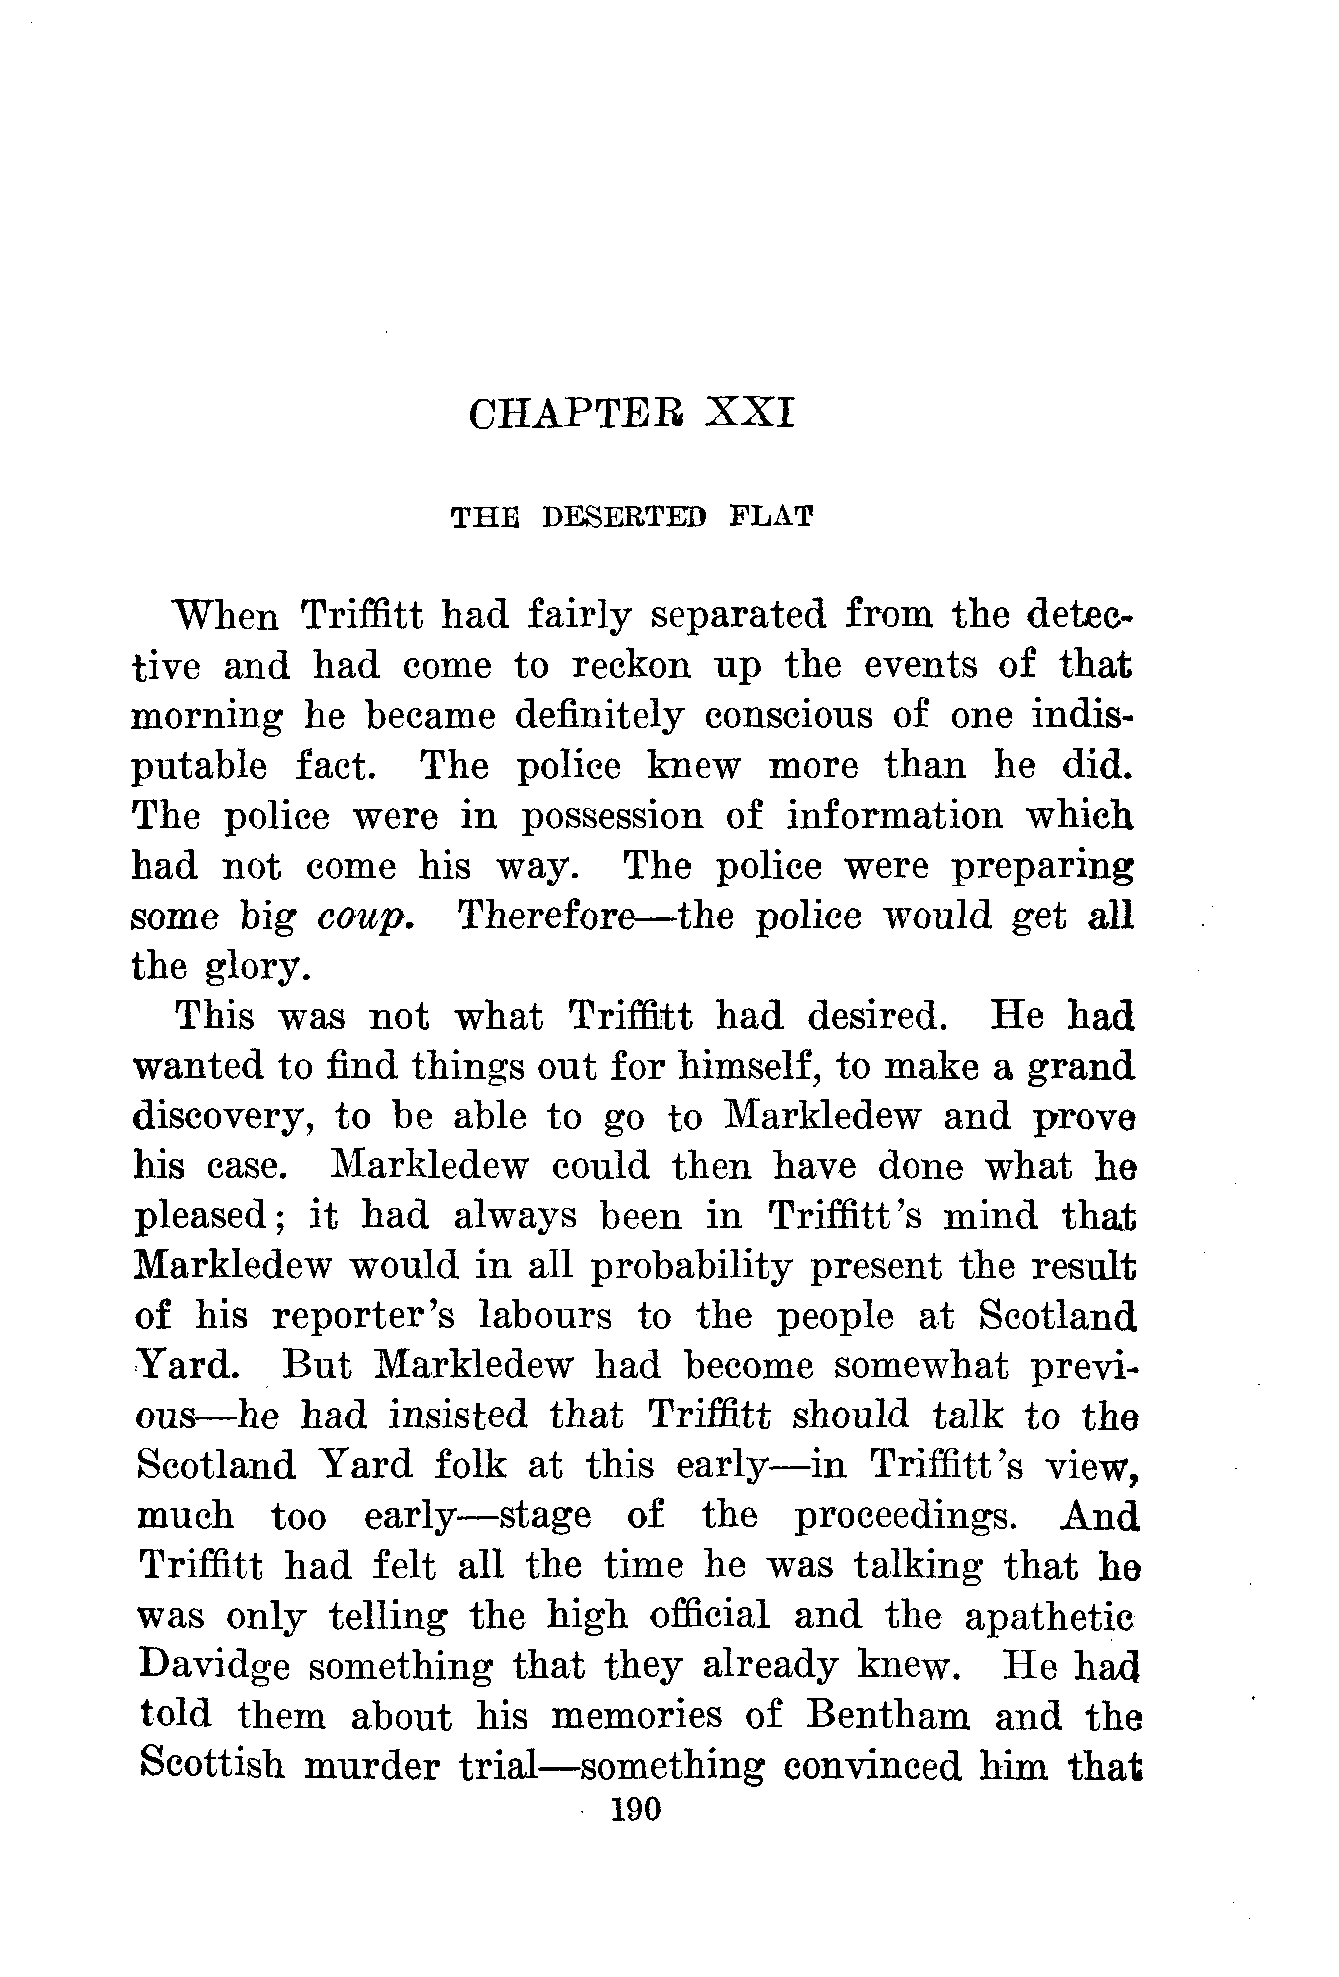 CHAPTER XXI
THE DESERTED FLAT
When Triffitt had fairly separated from the detec-
tive and had come to reckon up the events of that
morning he became definitely conscious of one indis-
putable fact. The police knew more than he did.
The police were in possession of information which
had not come his way. The police were preparing
some big coup. Therefore—the police would get all
the glory.
This was not what Triffitt had desired. He had
wanted to find things out for himself, to make a grand
discovery, to be able to go to Markledew and prove
his case. Markledew could then have done what he
pleased; it had always been in Triffitt's mind that
Markledew would in all probability present the result
of his reporter's labours to the people at Scotland
Yard. But Markledew had become somewhat previ-
ous—he had insisted that Triffitt should talk to the
Scotland Yard folk at this early—in Triffitt's view,
much too early—stage of the proceedings. And
Triffitt had felt all the time he was talking that he
was only telling the high official and the apathetic
Davidge something that they already knew. He had
told them about his memories of Bentham and the
Scottish murder trial—something convinced him that
190